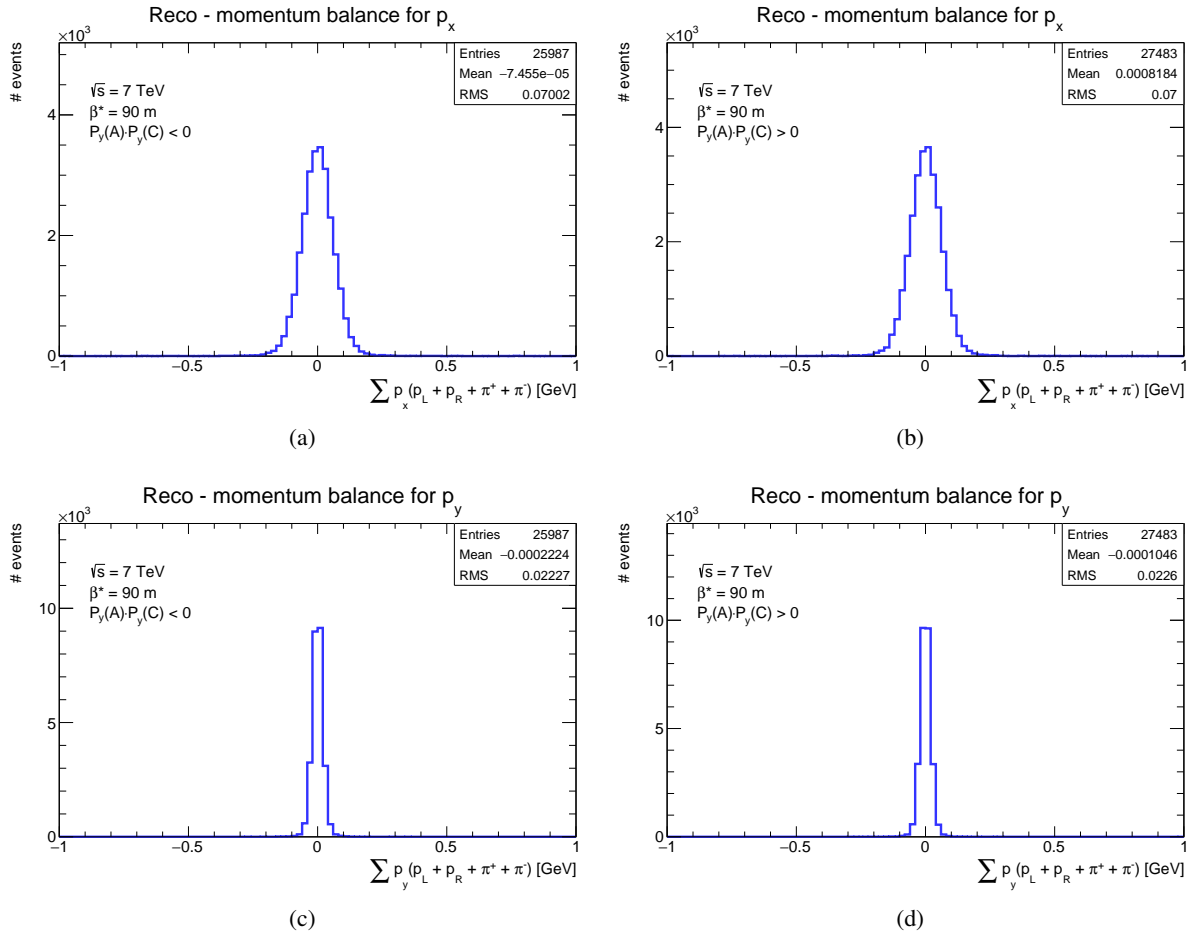 Reco - momentum balance for p_x
×10³
# events
Entries 25987
Mean −7.455e−05
RMS 0.07002
√s = 7 TeV
β* = 90 m
P_y(A)·P_y(C) < 0
4
2
0
−1 −0.5 0 0.5 1
∑ p_x (p_L + p_R + π⁺ + π⁻) [GeV]
(a)
Reco - momentum balance for p_x
×10³
# events
Entries 27483
Mean 0.0008184
RMS 0.07
√s = 7 TeV
β* = 90 m
P_y(A)·P_y(C) > 0
4
2
0
−1 −0.5 0 0.5 1
∑ p_x (p_L + p_R + π⁺ + π⁻) [GeV]
(b)
Reco - momentum balance for p_y
×10³
# events
Entries 25987
Mean −0.0002224
RMS 0.02227
√s = 7 TeV
β* = 90 m
P_y(A)·P_y(C) < 0
10
5
0
−1 −0.5 0 0.5 1
∑ p_y (p_L + p_R + π⁺ + π⁻) [GeV]
(c)
Reco - momentum balance for p_y
×10³
# events
Entries 27483
Mean −0.0001046
RMS 0.0226
√s = 7 TeV
β* = 90 m
P_y(A)·P_y(C) > 0
10
5
0
−1 −0.5 0 0.5 1
∑ p_y (p_L + p_R + π⁺ + π⁻) [GeV]
(d)